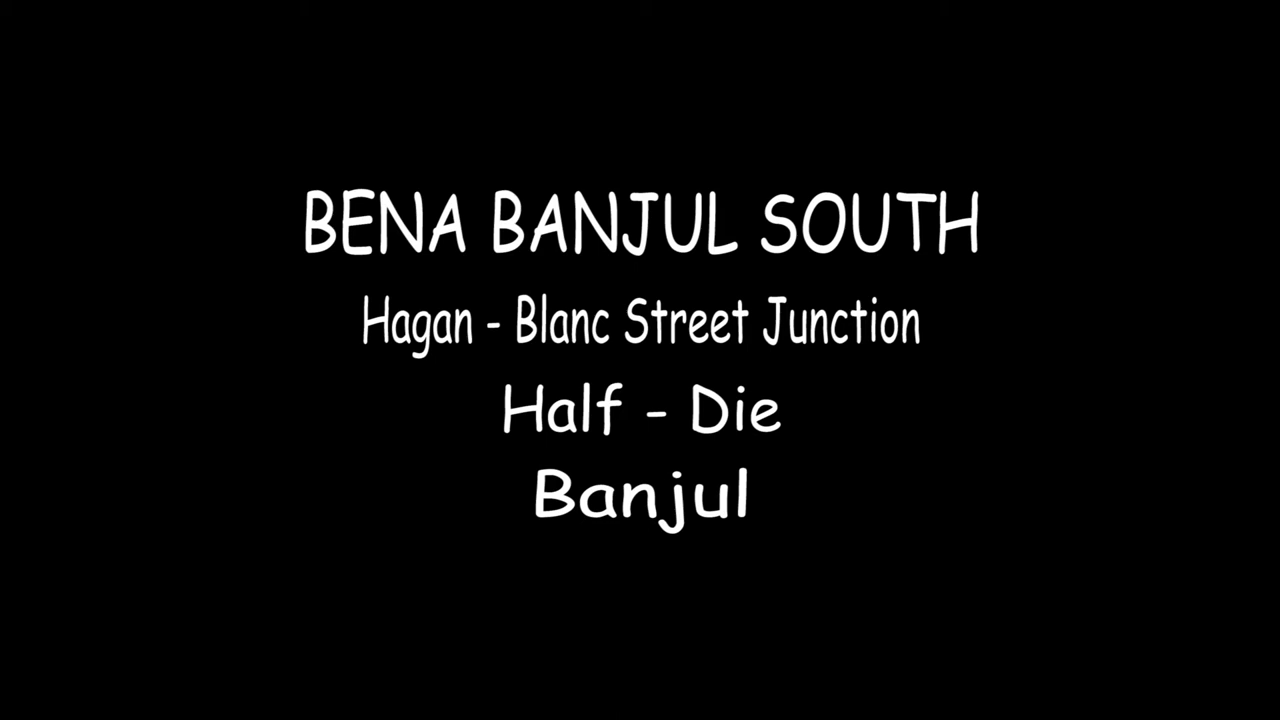 BENA BANJUL SOUTH
Hagan - Blanc Street Junction
Half - Die
Banjul